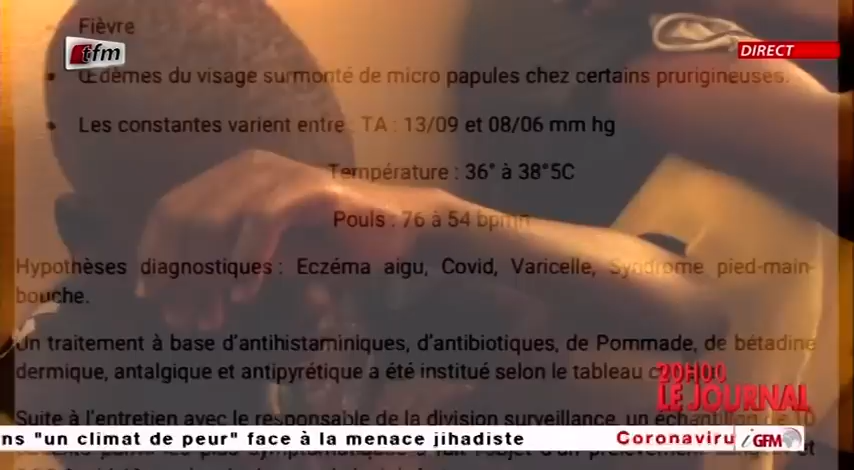 • Fièvre
tfm
DIRECT
• Œdèmes du visage surmonté de micro papules chez certains prurigineuses.
• Les constantes varient entre : TA : 13/09 et 08/06 mm hg
Température : 36° à 38°5C
Pouls : 76 à 54 bpmn
Hypothèses diagnostiques : Eczéma aigu, Covid, Varicelle, Syndrome pied-main-
bouche.
Un traitement à base d'antihistaminiques, d'antibiotiques, de Pommade, de bétadine
dermique, antalgique et antipyrétique a été institué selon le tableau
20H00
LE JOURNAL
Suite à l'entretien avec le responsable de la division surveillance, un échantillon de 10
ns "un climat de peur" face à la menace jihadiste Coronaviru
iGFM